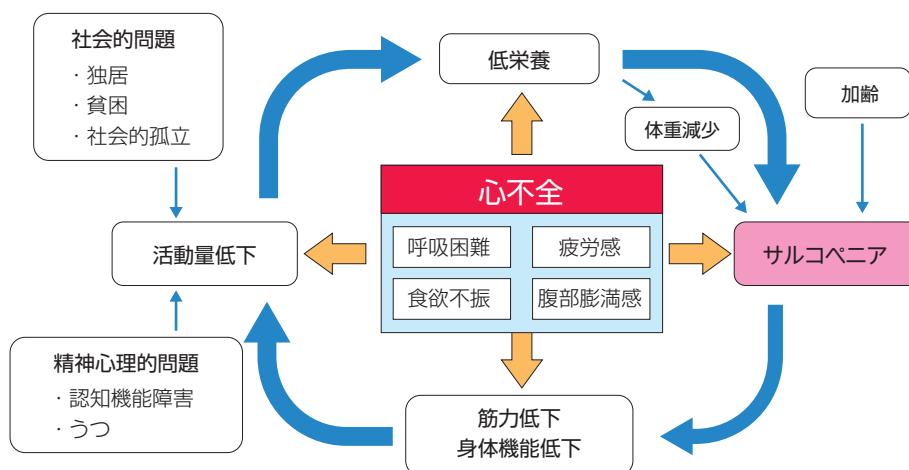 社会的問題
・独居
・貧困
・社会的孤立
低栄養
体重減少
加齢
心不全
呼吸困難
疲労感
食欲不振
腹部膨満感
活動量低下
サルコペニア
精神心理的問題
・認知機能障害
・うつ
筋力低下
身体機能低下